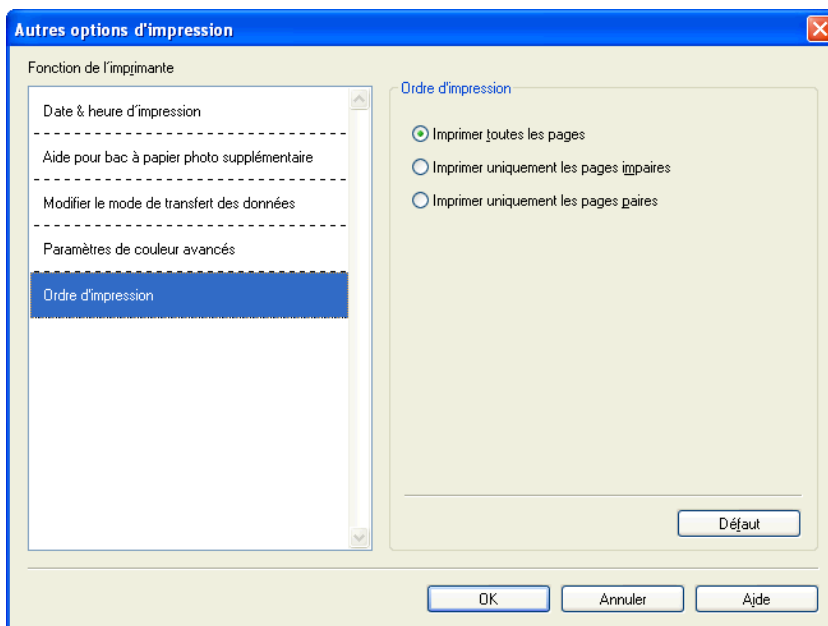 Autres options d'impression
Fonction de l'imprimante
Date & heure d'impression
Aide pour bac à papier photo supplémentaire
Modifier le mode de transfert des données
Paramètres de couleur avancés
Ordre d'impression
Ordre d'impression
Imprimer toutes les pages
Imprimer uniquement les pages impaires
Imprimer uniquement les pages paires
Défaut
OK
Annuler
Aide